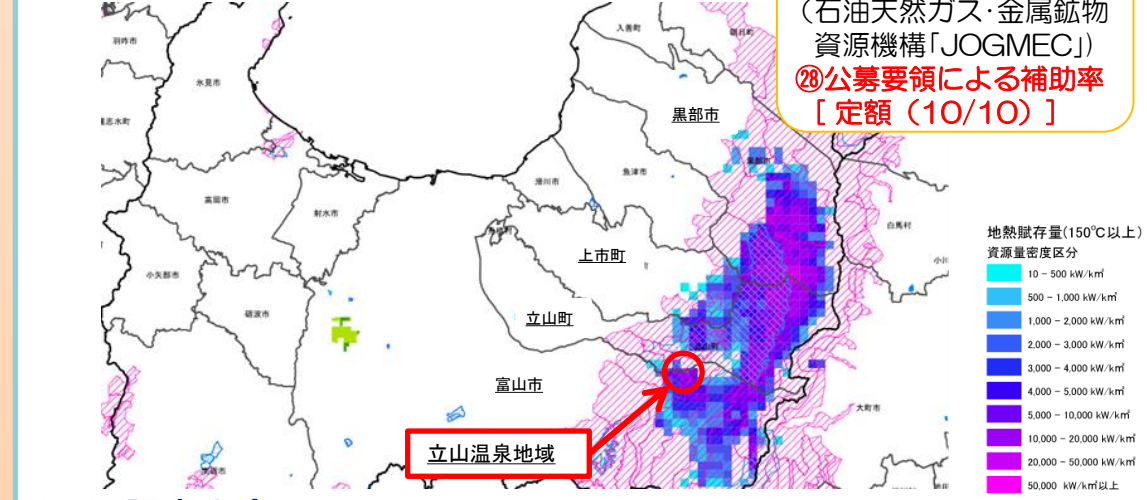 （石油天然ガス･金属鉱物
資源機構｢JOGMEC｣）
㉘公募要領による補助率
［ 定額（10/10）］
羽咋市
氷見市
入善町
朝日町
黒部市
黒部市
魚津市
滑川市
高岡市
射水市
上市町
白馬村
小矢部市
砺波市
立山町
立山町
富山市
大町市
立山温泉地域
地熱賦存量(150℃以上)
資源量密度区分
10 - 500 kW/k㎡
500 - 1,000 kW/k㎡
1,000 - 2,000 kW/k㎡
2,000 - 3,000 kW/k㎡
3,000 - 4,000 kW/k㎡
4,000 - 5,000 kW/k㎡
5,000 - 10,000 kW/k㎡
10,000 - 20,000 kW/k㎡
20,000 - 50,000 kW/k㎡
50,000 kW/k㎡以上